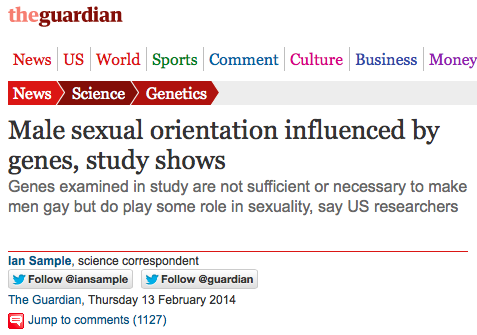 theguardian
News US World Sports Comment Culture Business Money
News Science Genetics
Male sexual orientation influenced by
genes, study shows
Genes examined in study are not sufficient or necessary to make
men gay but do play some role in sexuality, say US researchers
Ian Sample, science correspondent
Follow @iansample Follow @guardian
The Guardian, Thursday 13 February 2014
Jump to comments (1127)